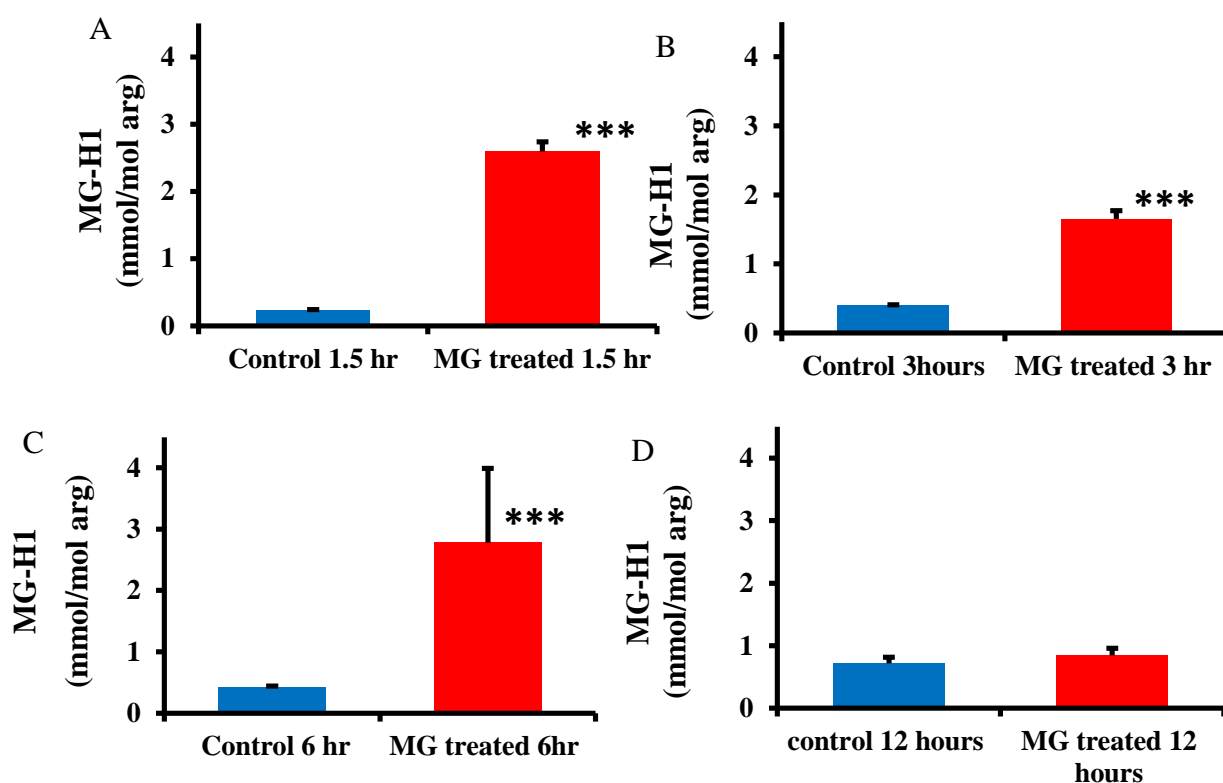 A
MG-H1
(mmol/mol arg)
4
3
2
1
0
***
Control 1.5 hr
MG treated 1.5 hr
B
MG-H1
(mmol/mol arg)
4
3
2
1
0
***
Control 3hours
MG treated 3 hr
C
MG-H1
(mmol/mol arg)
4
3
2
1
0
***
Control 6 hr
MG treated 6hr
D
MG-H1
(mmol/mol arg)
4
3
2
1
0
control 12 hours
MG treated 12
hours